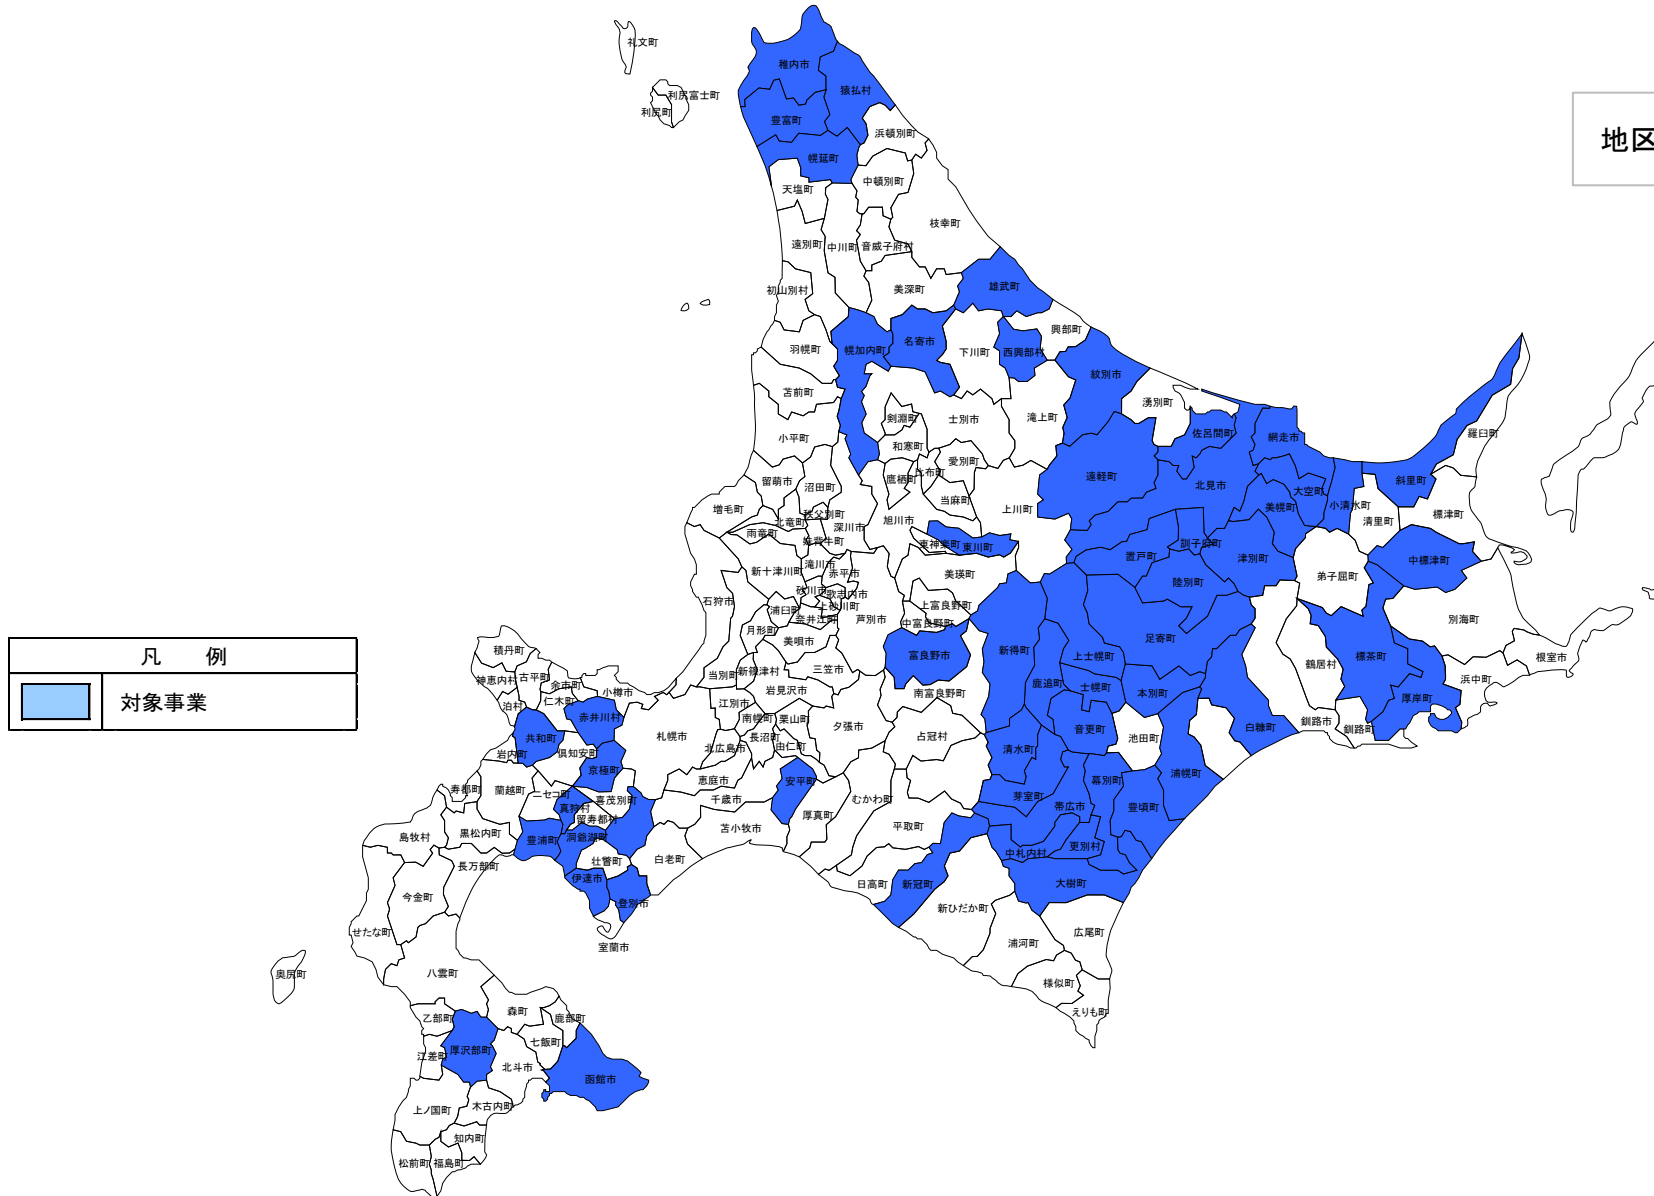 礼文町
利尻富士町
利尻町
稚内市
猿払村
豊富町
浜頓別町
幌延町
中頓別町
天塩町
枝幸町
遠別町
中川町
音威子府村
初山別村
美深町
雄武町
羽幌町
幌加内町
名寄市
下川町
西興部村
興部町
紋別市
苫前町
湧別町
剣淵町
士別市
滝上町
小平町
和寒町
佐呂間町
網走市
羅臼町
留萌市
沼田町
鷹栖町
比布町
愛別町
当麻町
遠軽町
北見市
大空町
斜里町
増毛町
北竜町
秩父別町
深川市
旭川市
上川町
美幌町
小清水町
清里町
標津町
雨竜町
妹背牛町
東神楽町
東川町
置戸町
訓子府町
津別町
中標津町
新十津川町
滝川市
赤平市
美瑛町
陸別町
弟子屈町
石狩市
砂川市
歌志内市
上砂川町
浦臼町
奈井江町
芦別市
上富良野町
中富良野町
別海町
月形町
美唄市
富良野市
新得町
足寄町
標茶町
鶴居村
根室市
当別町
新篠津村
三笠市
上士幌町
浜中町
岩見沢市
南富良野町
鹿追町
士幌町
本別町
厚岸町
積丹町
神恵内村
古平町
余市町
小樽市
仁木町
泊村
赤井川村
江別市
南幌町
栗山町
夕張市
音更町
池田町
白糠町
釧路市
釧路町
共和町
岩内町
倶知安町
札幌市
北広島市
長沼町
由仁町
占冠村
清水町
京極町
恵庭市
安平町
浦幌町
幕別町
寿都町
蘭越町
ニセコ町
真狩村
喜茂別町
留寿都村
千歳市
むかわ町
厚真町
芽室町
帯広市
豊頃町
島牧村
黒松内町
豊浦町
洞爺湖町
苫小牧市
平取町
中札内村
更別村
長万部町
壮瞥町
白老町
伊達市
登別市
日高町
新冠町
大樹町
今金町
せたな町
新ひだか町
室蘭市
浦河町
広尾町
八雲町
奥尻町
様似町
えりも町
乙部町
森町
鹿部町
厚沢部町
七飯町
江差町
北斗市
函館市
上ノ国町
木古内町
知内町
松前町
福島町
凡　例
対象事業
地区